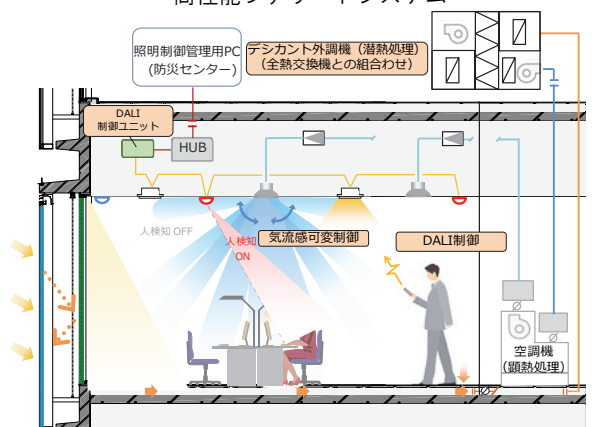 照明制御管理用PC
(防災センター)
デシカント外調機（潜熱処理）
（全熱交換機との組合わせ）
DALI
制御ユニット
HUB
人検知 OFF
人検知
ON
気流感可変制御
DALI制御
空調機
（顕熱処理）